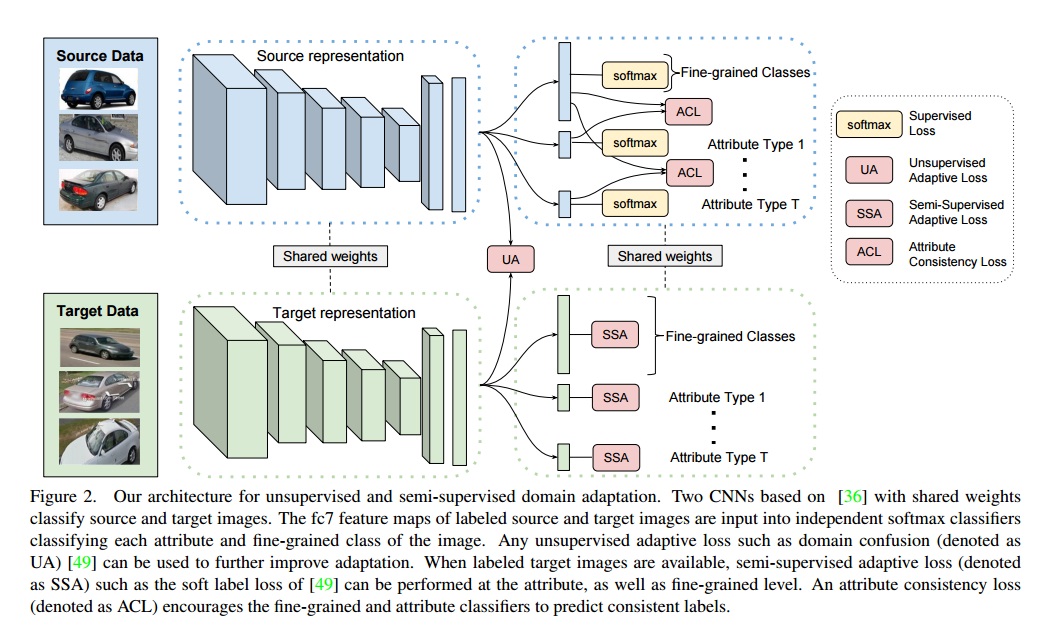 Source Data
Source representation
softmax
Fine-grained Classes
ACL
softmax
Attribute Type 1
ACL
softmax
Attribute Type T
Shared weights
UA
Shared weights
Target Data
Target representation
SSA
Fine-grained Classes
SSA
Attribute Type 1
SSA
Attribute Type T
softmax
Supervised
Loss
UA
Unsupervised
Adaptive Loss
SSA
Semi-Supervised
Adaptive Loss
ACL
Attribute
Consistency Loss
Figure 2. Our architecture for unsupervised and semi-supervised domain adaptation. Two CNNs based on [36] with shared weights
classify source and target images. The fc7 feature maps of labeled source and target images are input into independent softmax classifiers
classifying each attribute and fine-grained class of the image. Any unsupervised adaptive loss such as domain confusion (denoted as
UA) [49] can be used to further improve adaptation. When labeled target images are available, semi-supervised adaptive loss (denoted
as SSA) such as the soft label loss of [49] can be performed at the attribute, as well as fine-grained level. An attribute consistency loss
(denoted as ACL) encourages the fine-grained and attribute classifiers to predict consistent labels.